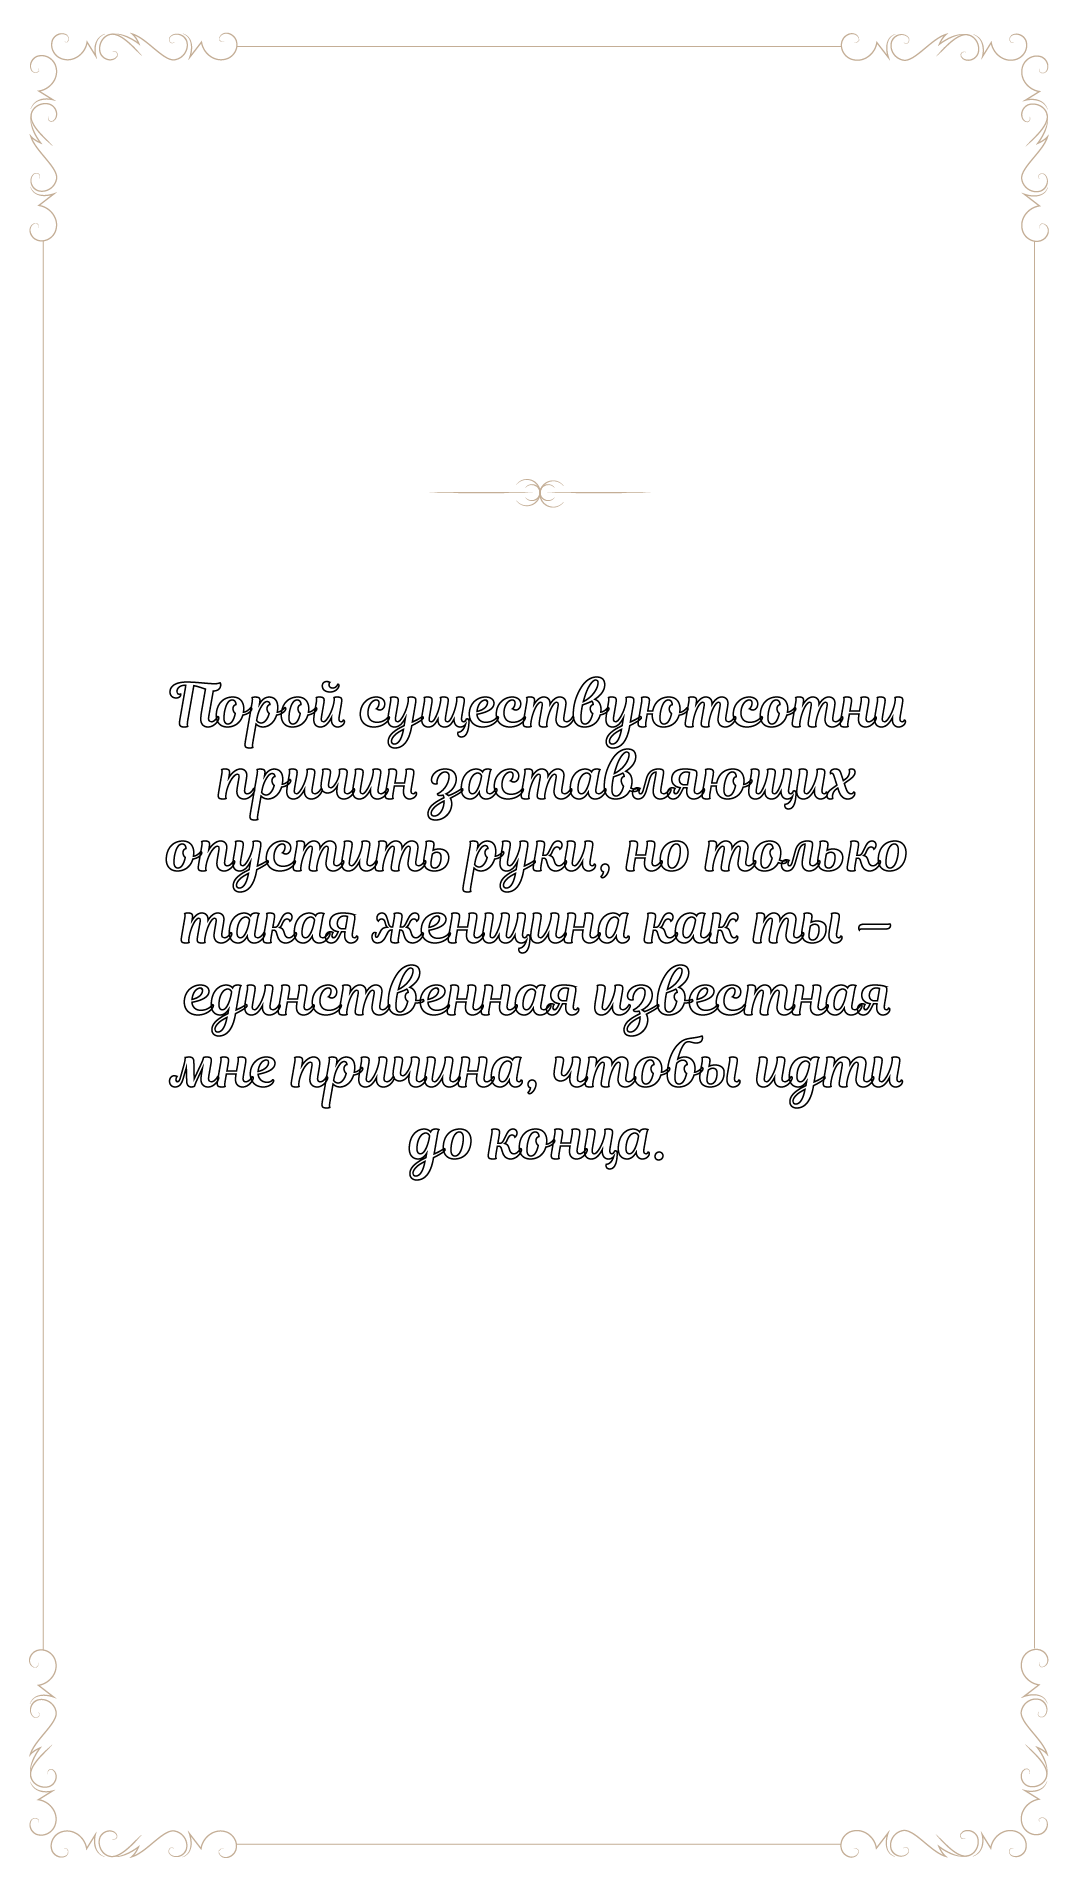 Порой существуютсотни
причин заставляющих
опустить руки, но только
такая женщина как ты –
единственная известная
мне причина, чтобы идти
до конца.